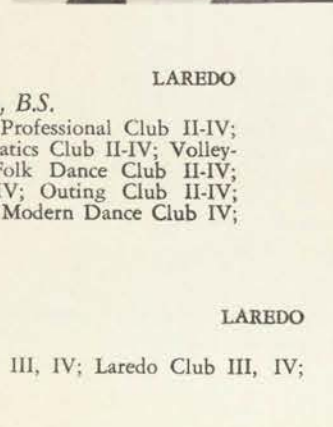 LAREDO
, B.S.
Professional Club II-IV;
atics Club II-IV; Volley-
Folk Dance Club II-IV;
IV; Outing Club II-IV;
Modern Dance Club IV;
LAREDO
III, IV; Laredo Club III, IV;